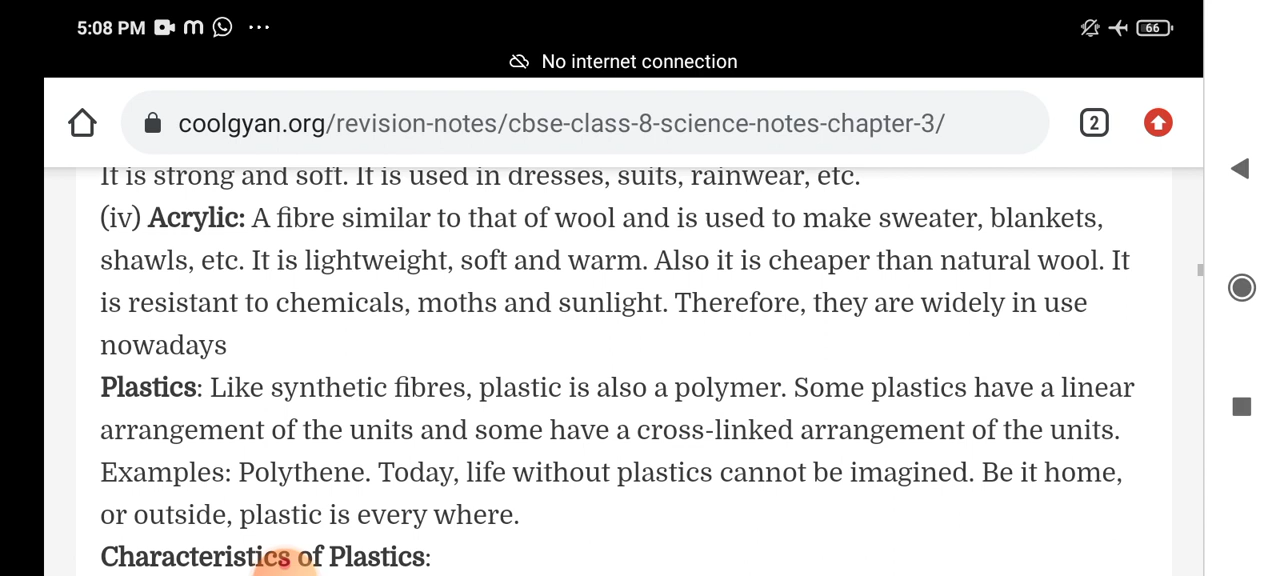 5:08 PM m ...
66
No internet connection
coolgyan.org/revision-notes/cbse-class-8-science-notes-chapter-3/
2
It is strong and soft. It is used in dresses, suits, rainwear, etc.
(iv) Acrylic: A fibre similar to that of wool and is used to make sweater, blankets,
shawls, etc. It is lightweight, soft and warm. Also it is cheaper than natural wool. It
is resistant to chemicals, moths and sunlight. Therefore, they are widely in use
nowadays
Plastics: Like synthetic fibres, plastic is also a polymer. Some plastics have a linear
arrangement of the units and some have a cross-linked arrangement of the units.
Examples: Polythene. Today, life without plastics cannot be imagined. Be it home,
or outside, plastic is every where.
Characteristics of Plastics: